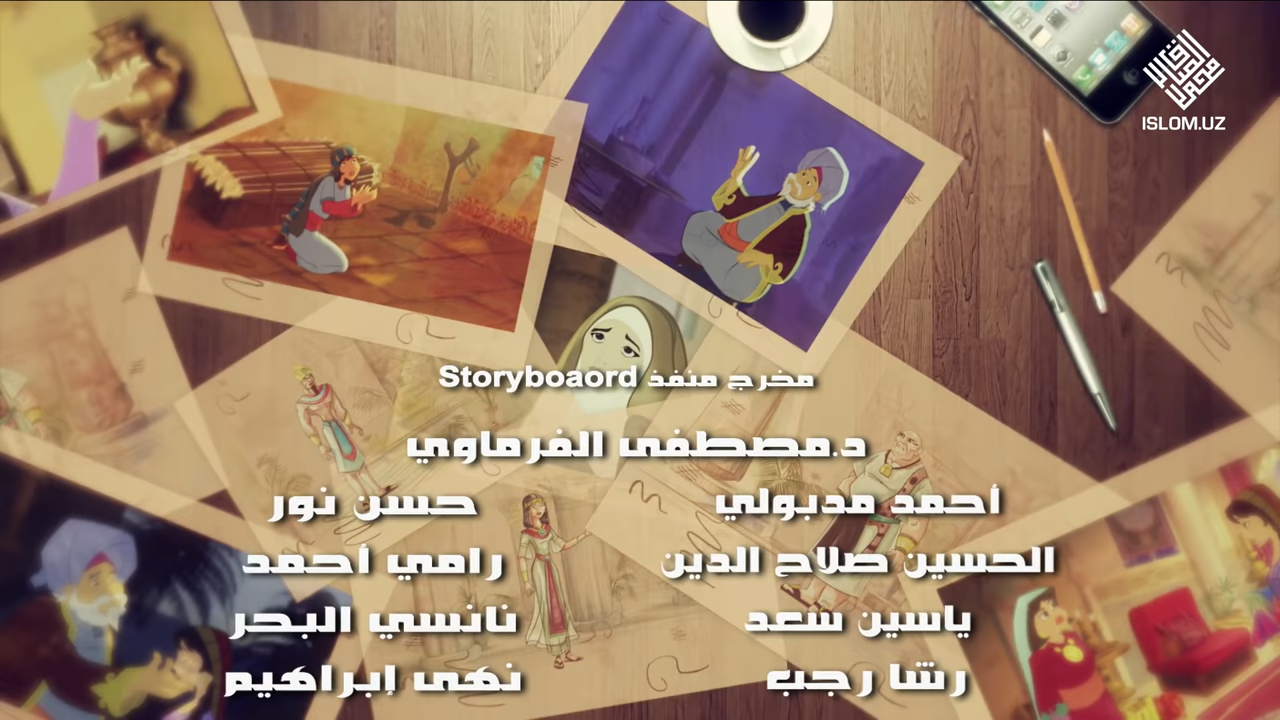 ISLOM.UZ
مخرج منفذ Storyboaord
د.مصطفى الفرماوي
أحمد مدبولي حسن نور
الحسين صلاح الدين رامي أحمد
ياسين سعد نانسي البحر
رشا رجب نهى إبراهيم